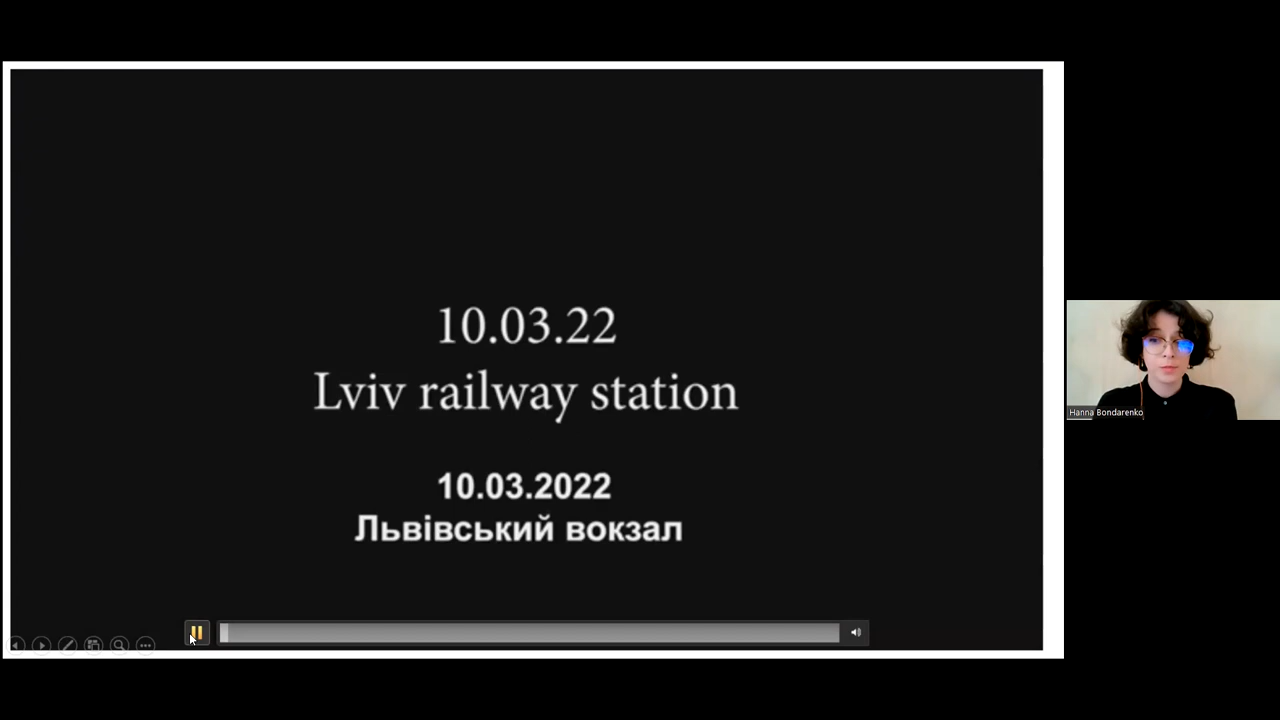 10.03.22
Lviv railway station
10.03.2022
Львівський вокзал
Hanna Bondarenko